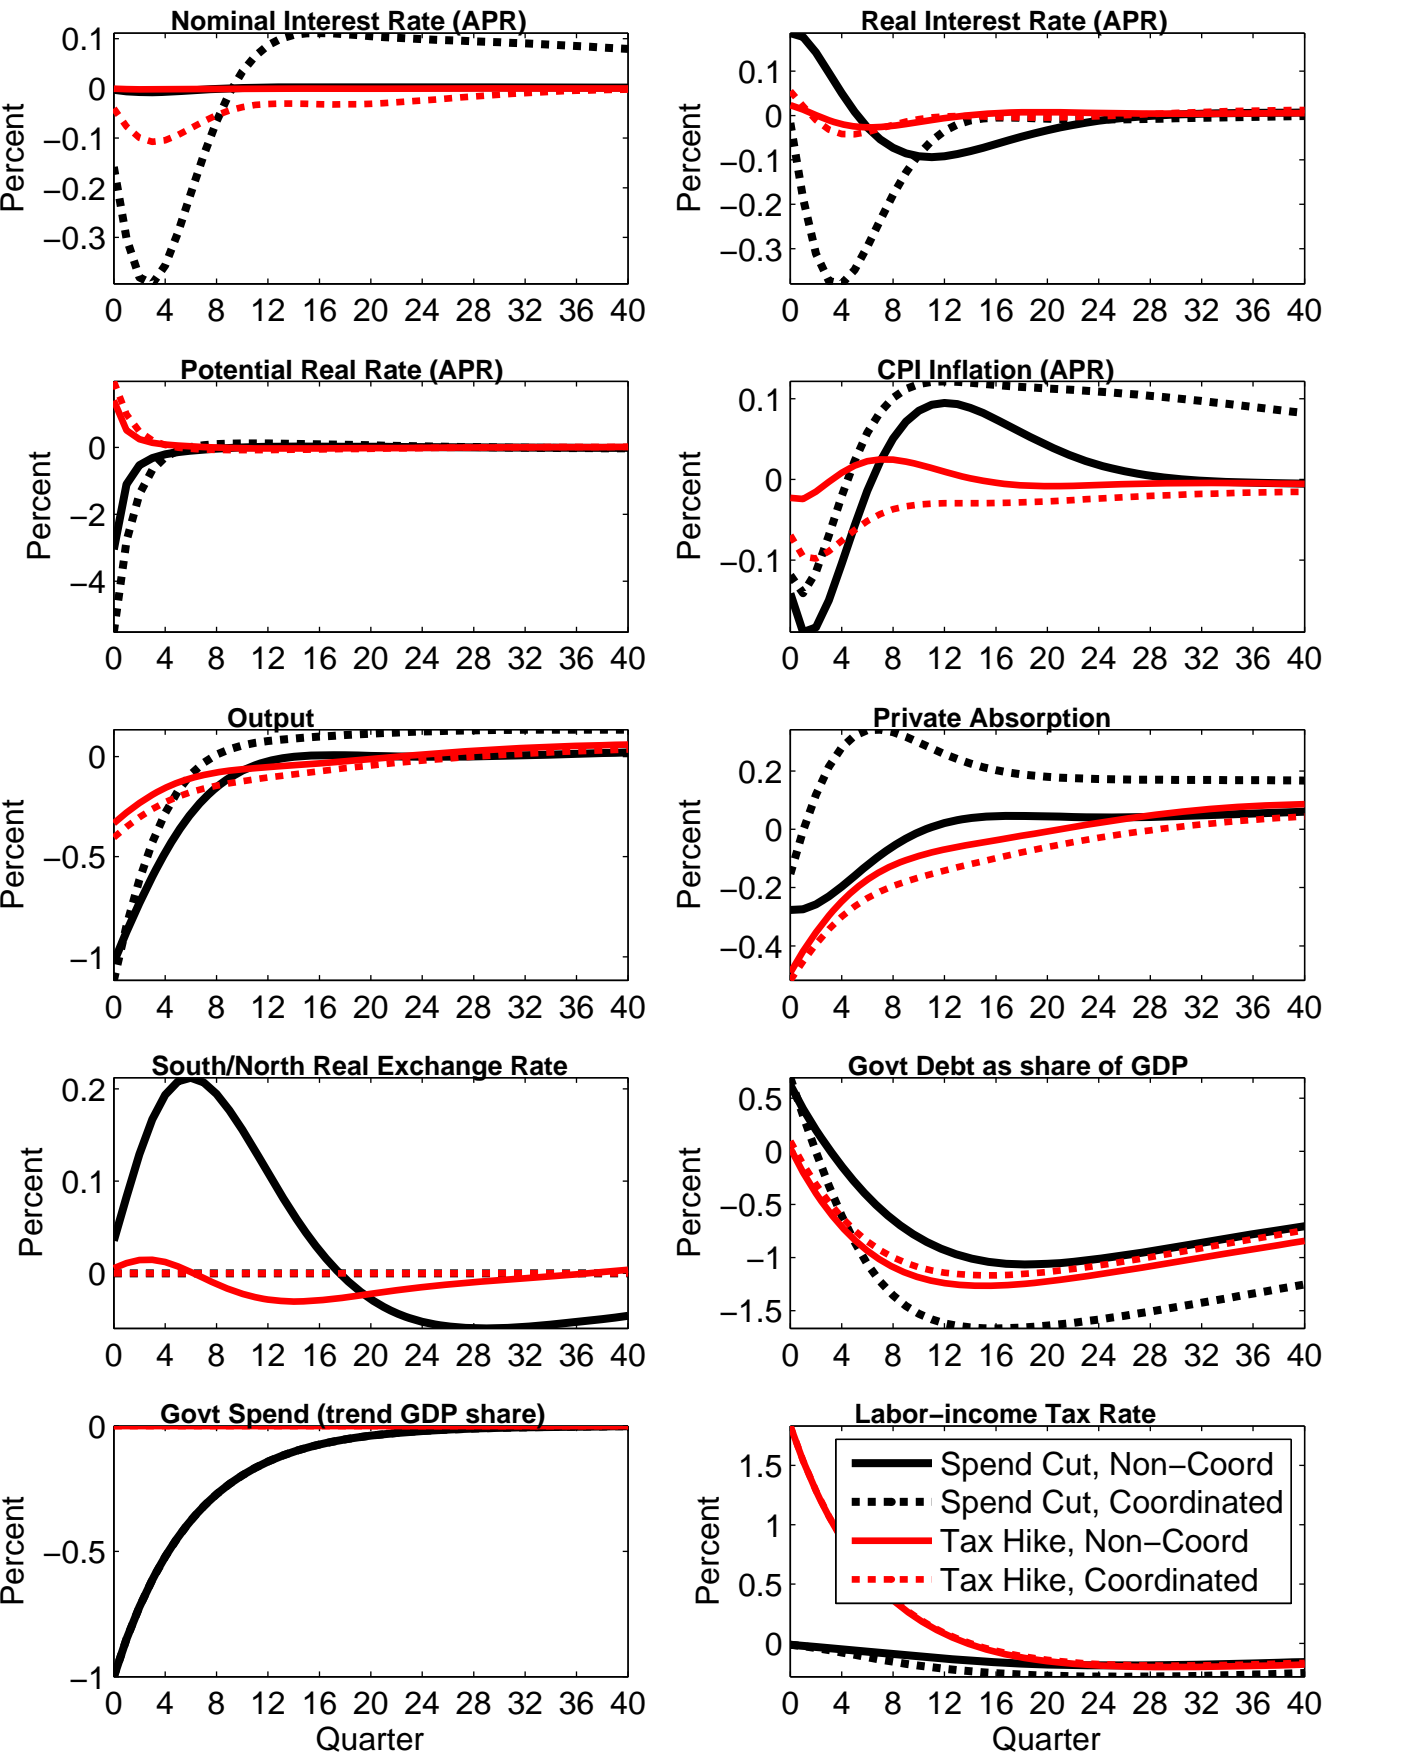 Nominal Interest Rate (APR)
Percent
0.1
0
−0.1
−0.2
−0.3
0 4 8 12 16 20 24 28 32 36 40
Real Interest Rate (APR)
Percent
0.1
0
−0.1
−0.2
−0.3
0 4 8 12 16 20 24 28 32 36 40
Potential Real Rate (APR)
Percent
0
−2
−4
0 4 8 12 16 20 24 28 32 36 40
CPI Inflation (APR)
Percent
0.1
0
−0.1
0 4 8 12 16 20 24 28 32 36 40
Output
Percent
0
−0.5
−1
0 4 8 12 16 20 24 28 32 36 40
Private Absorption
Percent
0.2
0
−0.2
−0.4
0 4 8 12 16 20 24 28 32 36 40
South/North Real Exchange Rate
Percent
0.2
0.1
0
0 4 8 12 16 20 24 28 32 36 40
Govt Debt as share of GDP
Percent
0.5
0
−0.5
−1
−1.5
0 4 8 12 16 20 24 28 32 36 40
Govt Spend (trend GDP share)
Percent
0
−0.5
−1
0 4 8 12 16 20 24 28 32 36 40
Quarter
Labor−income Tax Rate
Percent
1.5
1
0.5
0
Spend Cut, Non−Coord
Spend Cut, Coordinated
Tax Hike, Non−Coord
Tax Hike, Coordinated
0 4 8 12 16 20 24 28 32 36 40
Quarter